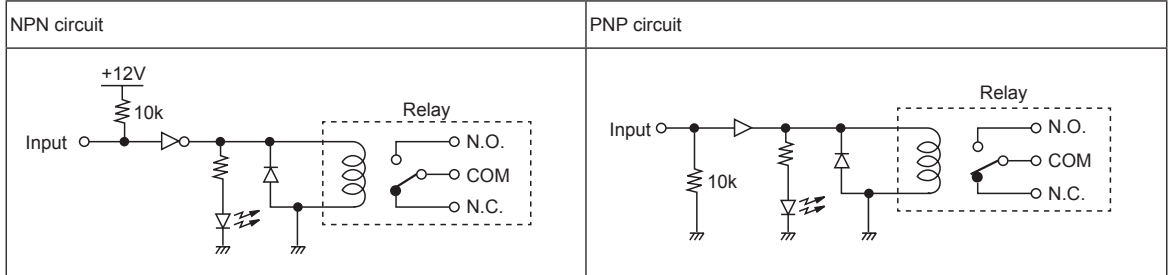 NPN circuit
+12V
10k
Input
Relay
N.O.
COM
N.C.
PNP circuit
Input
10k
Relay
N.O.
COM
N.C.